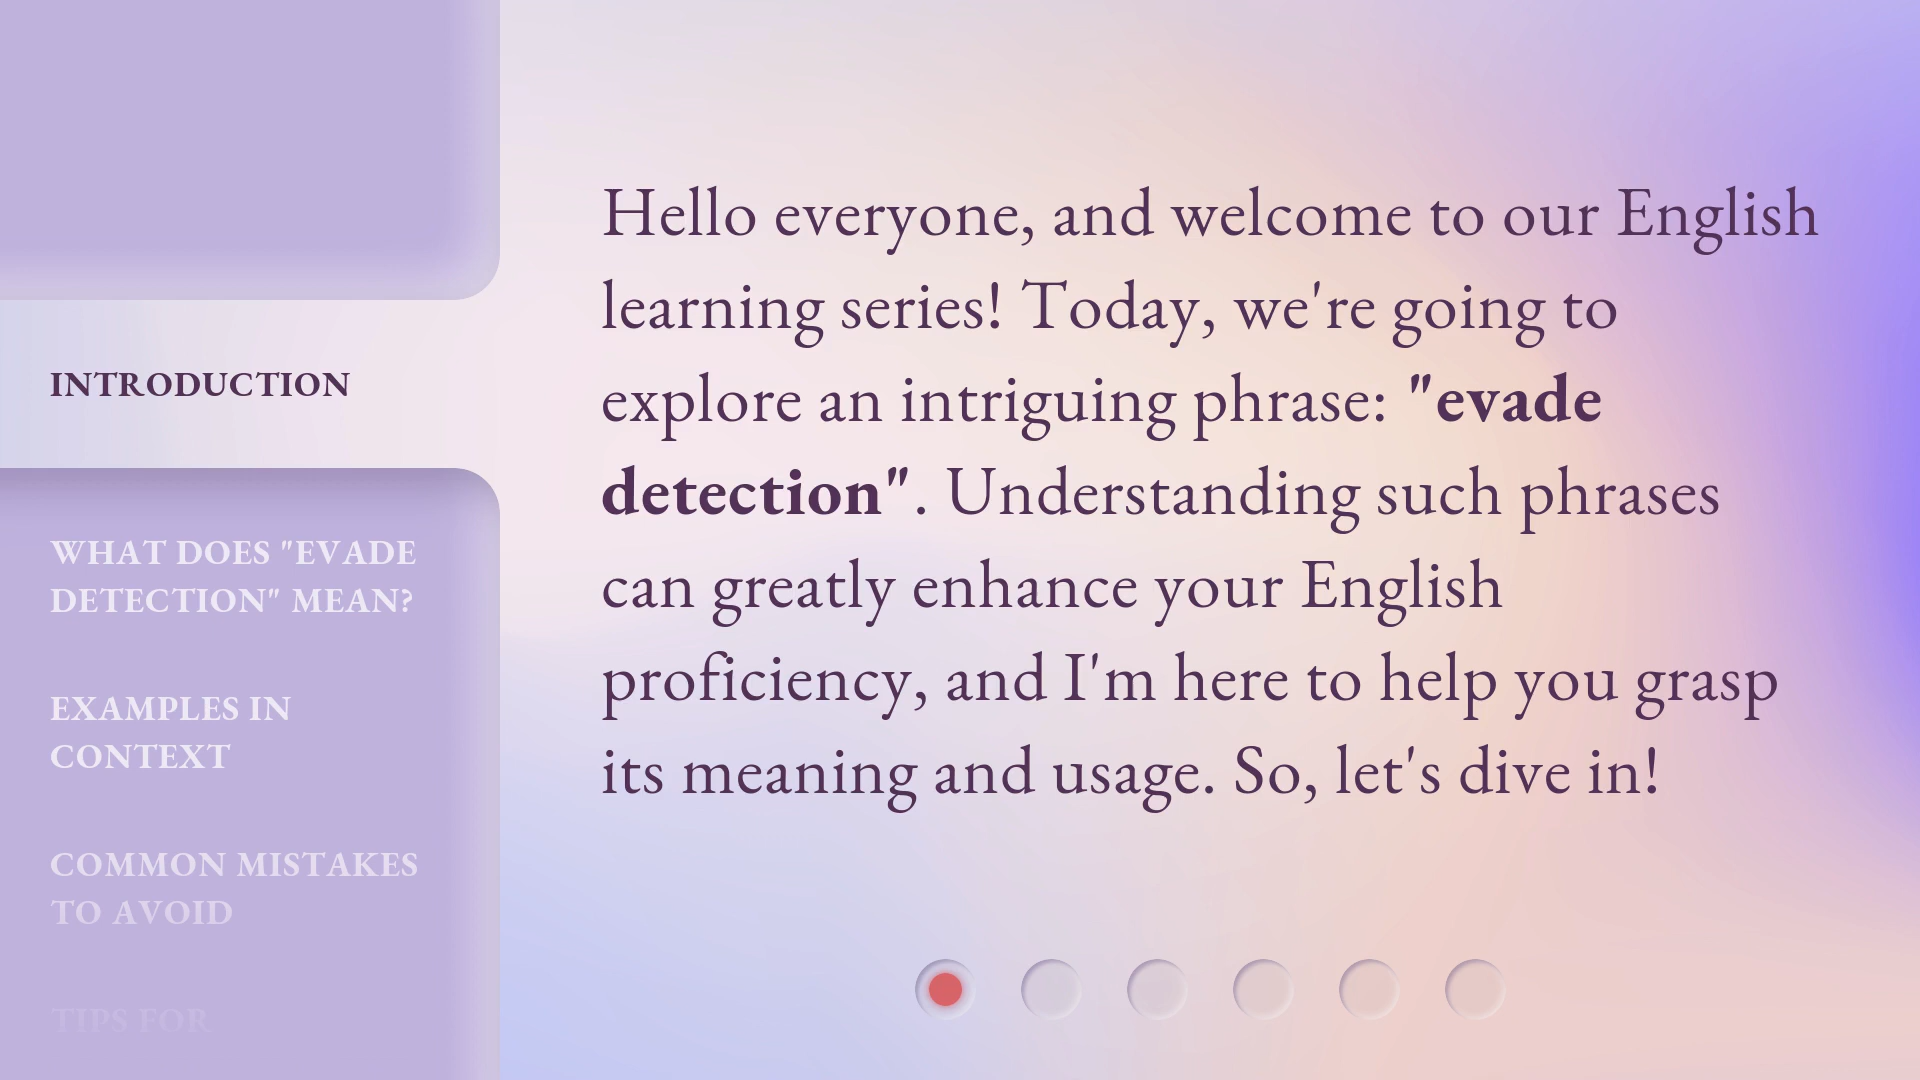 INTRODUCTION
WHAT DOES "EVADE
DETECTION" MEAN?
EXAMPLES IN
CONTEXT
COMMON MISTAKES
TO AVOID
TIPS FOR
Hello everyone, and welcome to our English
learning series! Today, we're going to
explore an intriguing phrase: "evade
detection". Understanding such phrases
can greatly enhance your English
proficiency, and I'm here to help you grasp
its meaning and usage. So, let's dive in!